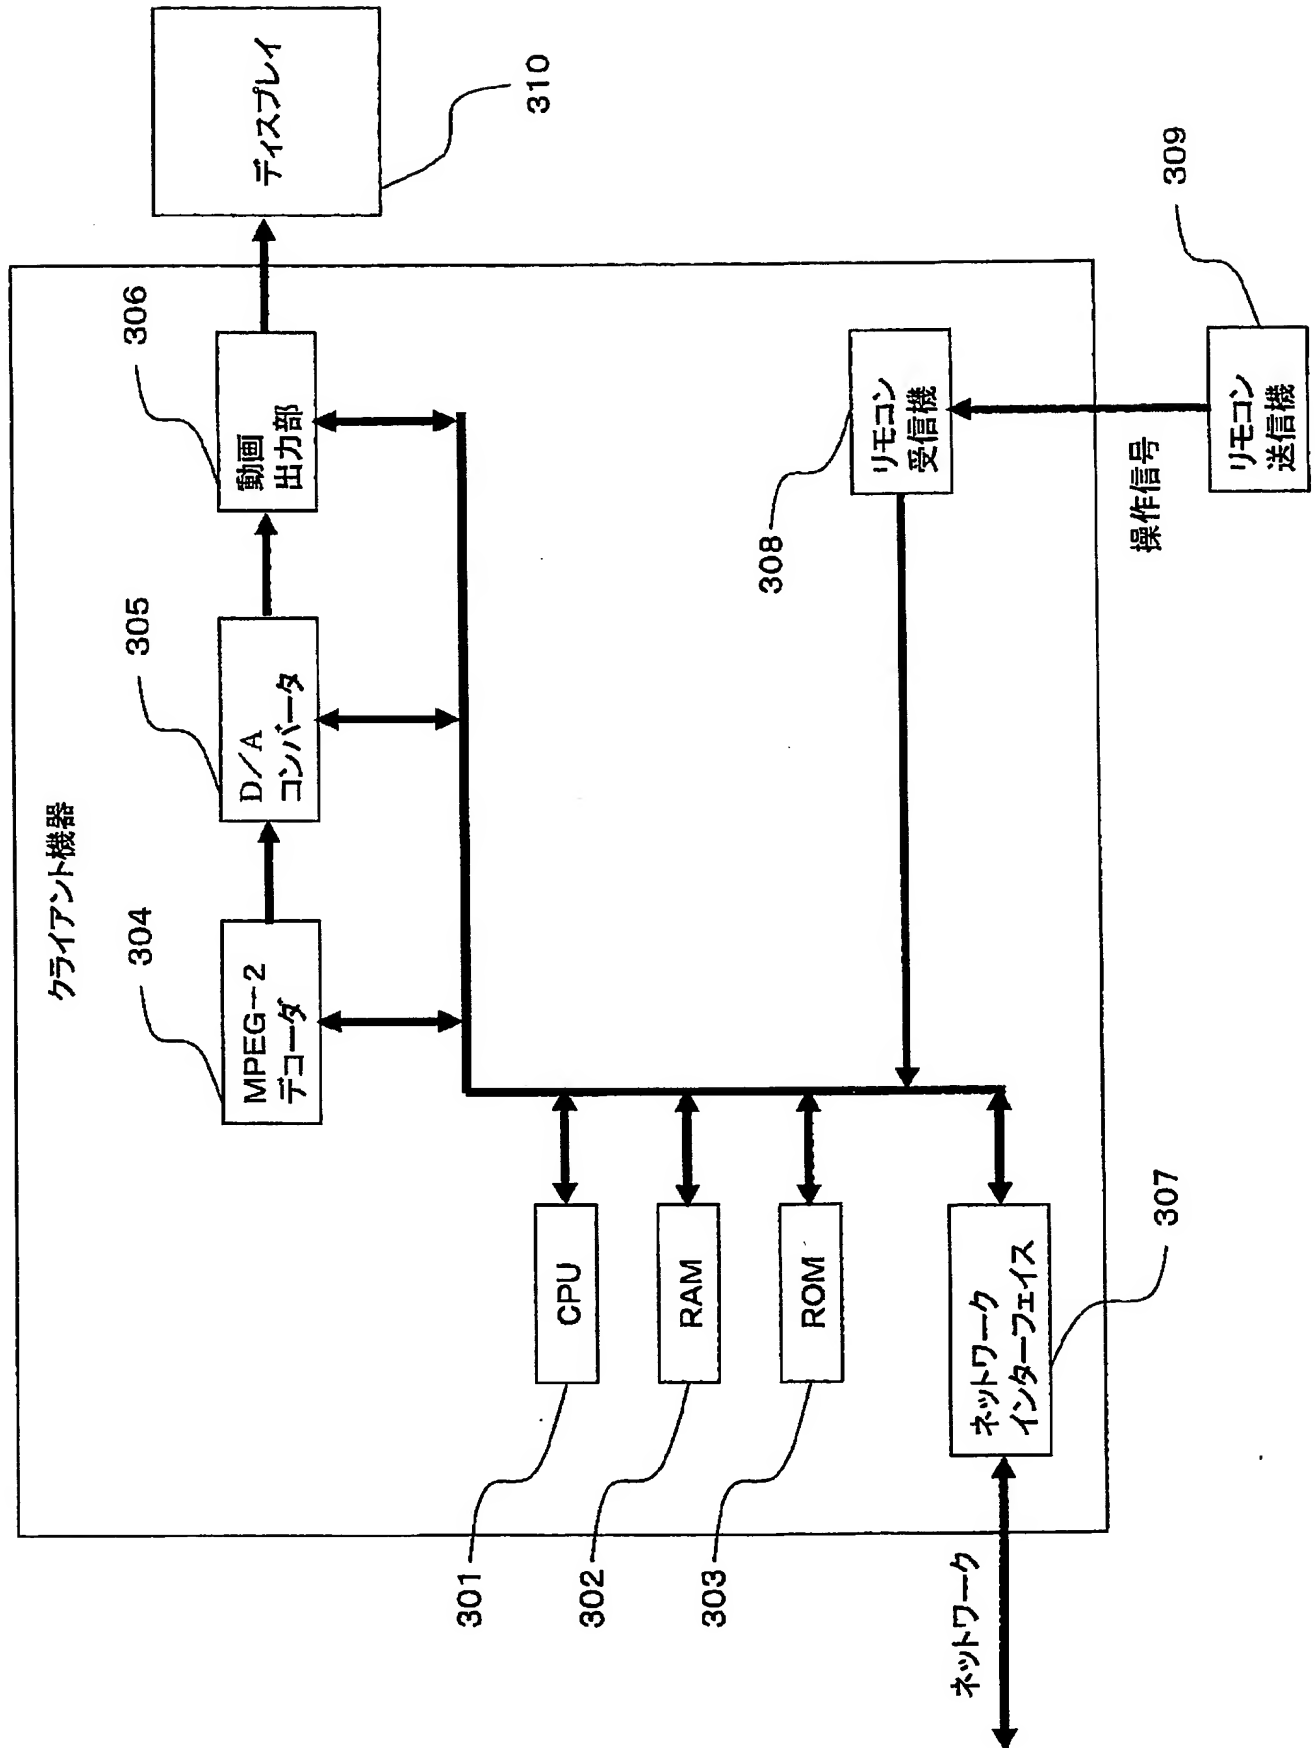 クライアント機器
304
MPEG-2
デコーダ
305
D/A
コンバータ
306
動画
出力部
ディスプレイ
310
301
CPU
302
RAM
303
ROM
308
リモコン
受信機
ネットワーク
ネットワーク
インターフェイス
307
操作信号
リモコン
送信機
309